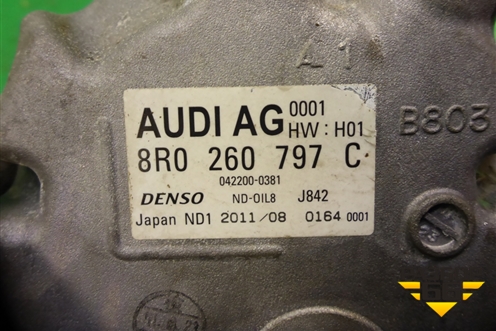 A1
AUDI AG 0001
HW : H01
B803
8R0 260 797 C
042200-0381
DENSO ND-OIL8 J842
Japan ND1 2011/08 0164 0001